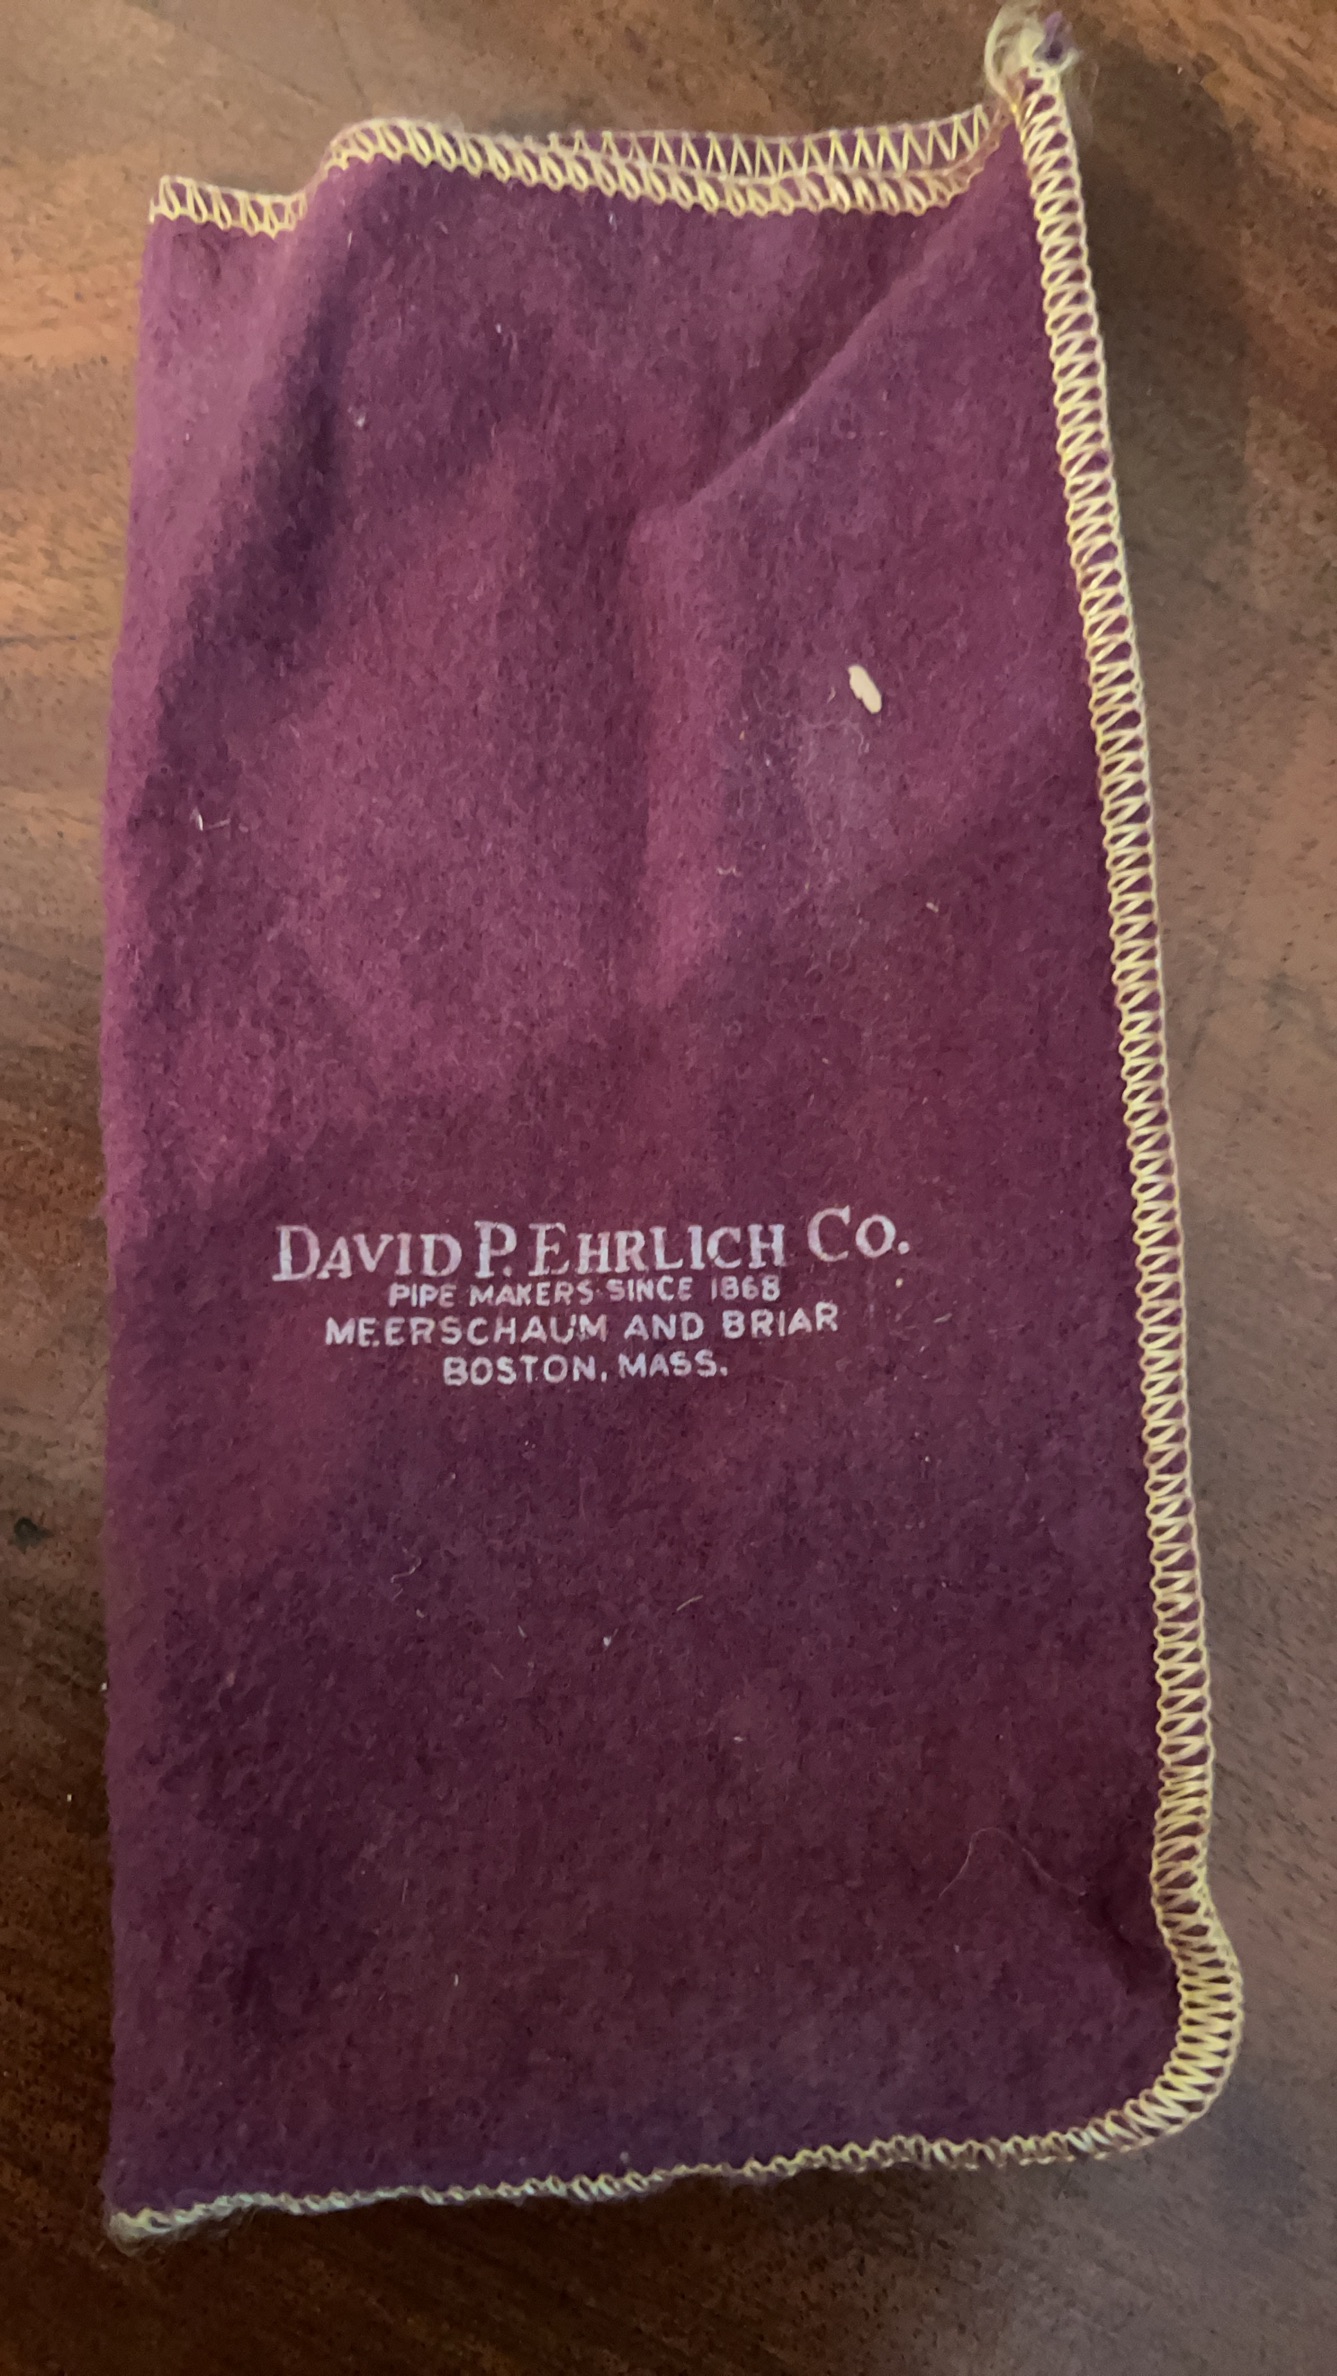 DAVID P. EHRLICH CO.
PIPE MAKERS SINCE 1868
MEERSCHAUM AND BRIAR
BOSTON, MASS.